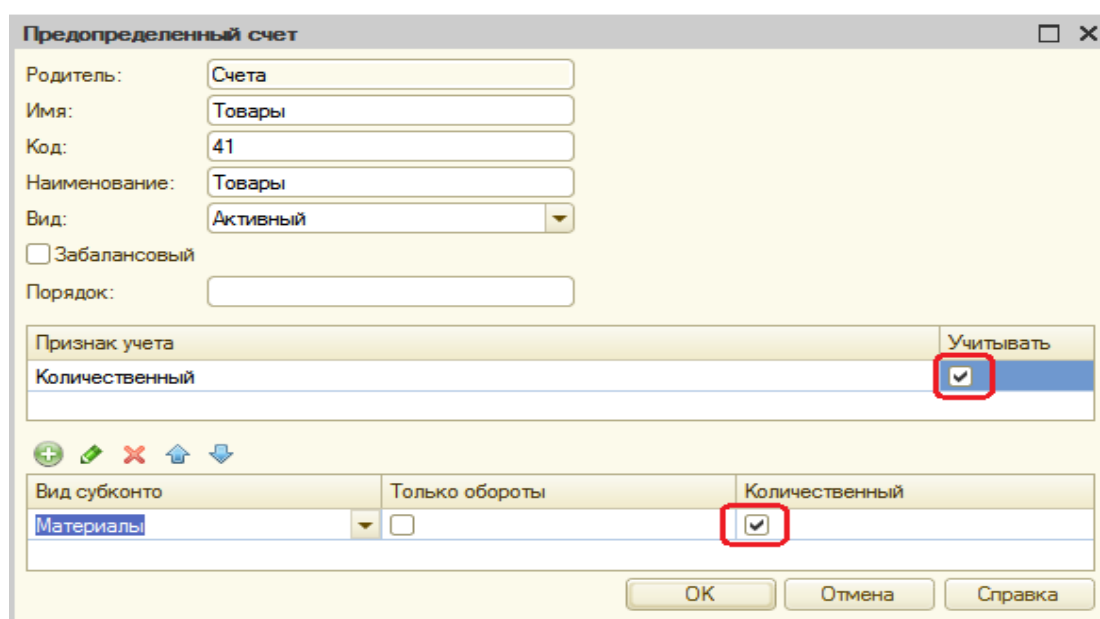 Предопределенный счет
Родитель: Счета
Имя: Товары
Код: 41
Наименование: Товары
Вид: Активный
Забалансовый
Порядок:
Признак учета Учитывать
Количественный
Вид субконто Только обороты Количественный
Материалы
OK Отмена Справка